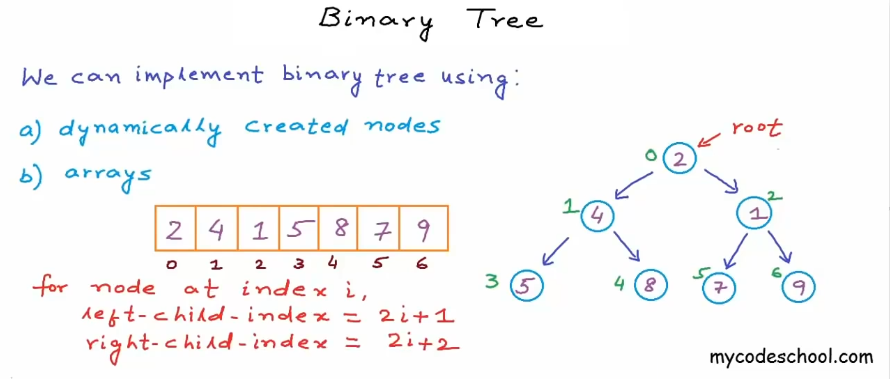 Binary Tree
We can implement binary tree using:
a) dynamically created nodes
b) arrays
2 4 1 5 8 7 9
0 1 2 3 4 5 6
for node at index i,
left-child-index = 2i+1
right-child-index = 2i+2
root
0 2
1 4
1 2
3 5
4 8
5 7
6 9
mycodeschool.com